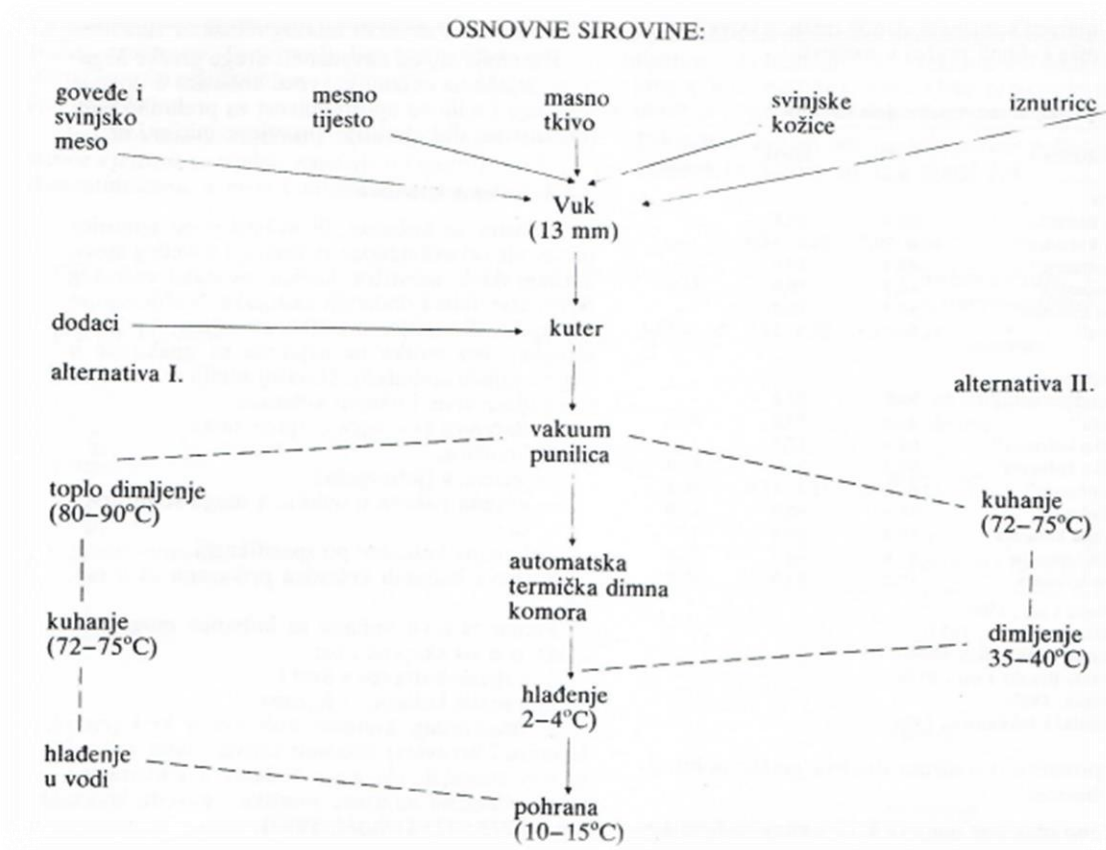 OSNOVNE SIROVINE:
goveđe i
svinjsko
meso
mesno
tijesto
masno
tkivo
svinjske
kožice
iznutrice
Vuk
(13 mm)
dodaci
kuter
alternativa I.
alternativa II.
vakuum
punilica
toplo dimljenje
(80–90°C)
kuhanje
(72–75°C)
automatska
termička dimna
komora
kuhanje
(72–75°C)
dimljenje
35–40°C)
hlađenje
2–4°C)
hlađenje
u vodi
pohrana
(10–15°C)